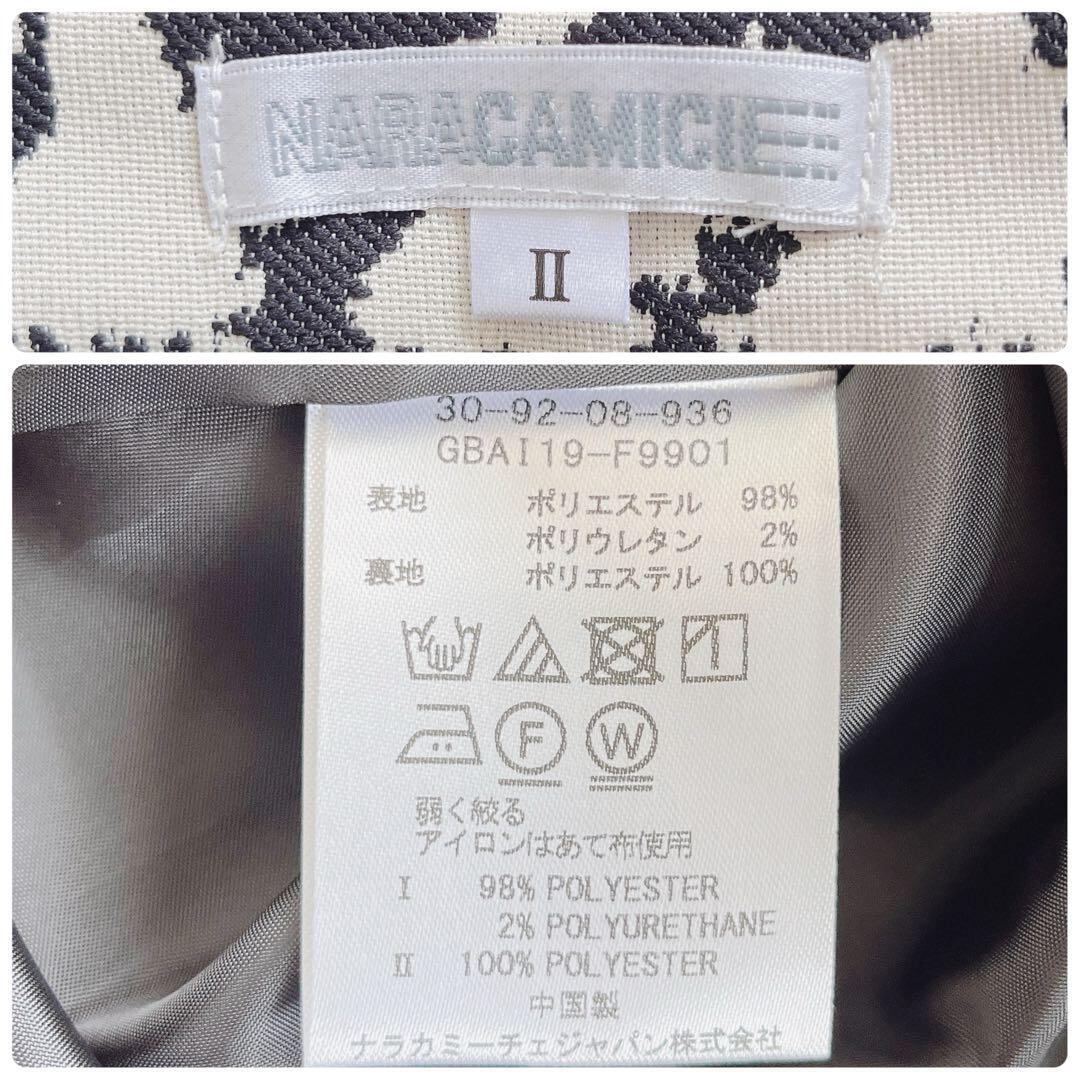 NARACAMICIE
II
30-92-08-936
GBAI19-F9901
表地 ポリエステル 98%
ポリウレタン 2%
裏地 ポリエステル 100%
F W
弱く絞る
アイロンはあて布使用
I 98% POLYESTER
2% POLYURETHANE
II 100% POLYESTER
中国製
ナラカミーチェジャパン株式会社